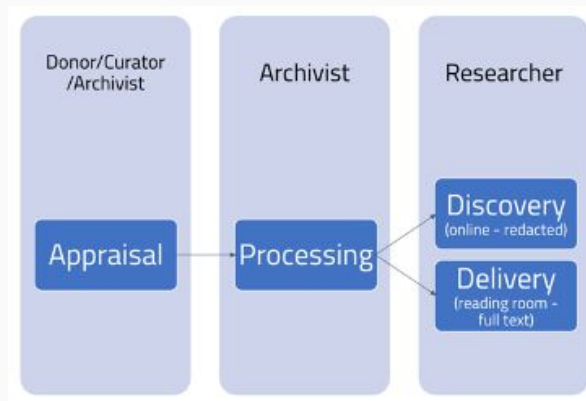 Donor/Curator
/Archivist
Archivist
Researcher
Appraisal
Processing
Discovery
(online - redacted)
Delivery
(reading room -
full text)